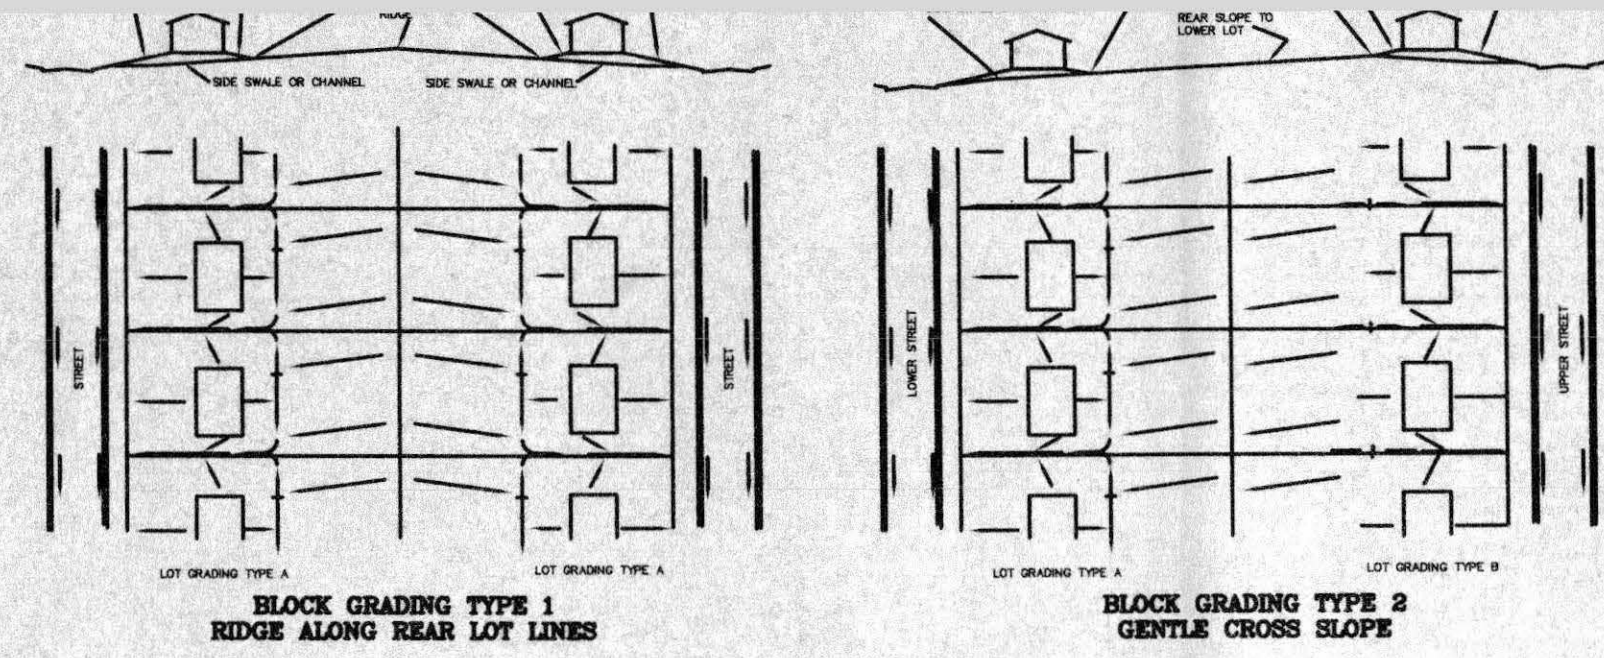 RIDGE
REAR SLOPE TO
LOWER LOT
SIDE SWALE OR CHANNEL
SIDE SWALE OR CHANNEL
STREET
STREET
LOWER STREET
UPPER STREET
LOT GRADING TYPE A
LOT GRADING TYPE A
LOT GRADING TYPE A
LOT GRADING TYPE B
BLOCK GRADING TYPE 1
RIDGE ALONG REAR LOT LINES
BLOCK GRADING TYPE 2
GENTLE CROSS SLOPE